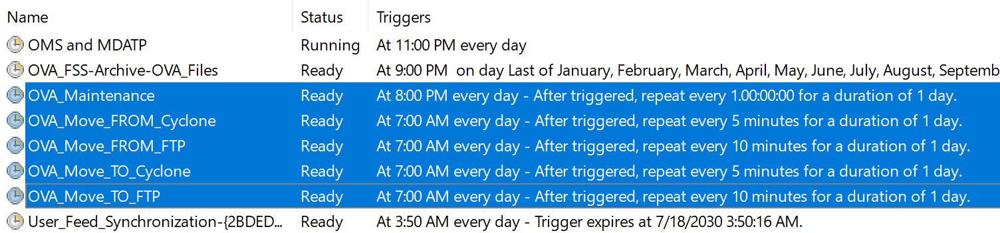 Name Status Triggers
OMS and MDATP Running At 11:00 PM every day
OVA_FSS-Archive-OVA_Files Ready At 9:00 PM  on day Last of January, February, March, April, May, June, July, August, Septemb
OVA_Maintenance Ready At 8:00 PM every day - After triggered, repeat every 1.00:00:00 for a duration of 1 day.
OVA_Move_FROM_Cyclone Ready At 7:00 AM every day - After triggered, repeat every 5 minutes for a duration of 1 day.
OVA_Move_FROM_FTP Ready At 7:00 AM every day - After triggered, repeat every 10 minutes for a duration of 1 day.
OVA_Move_TO_Cyclone Ready At 7:00 AM every day - After triggered, repeat every 5 minutes for a duration of 1 day.
OVA_Move_TO_FTP Ready At 7:00 AM every day - After triggered, repeat every 10 minutes for a duration of 1 day.
User_Feed_Synchronization-{2BDED... Ready At 3:50 AM every day - Trigger expires at 7/18/2030 3:50:16 AM.